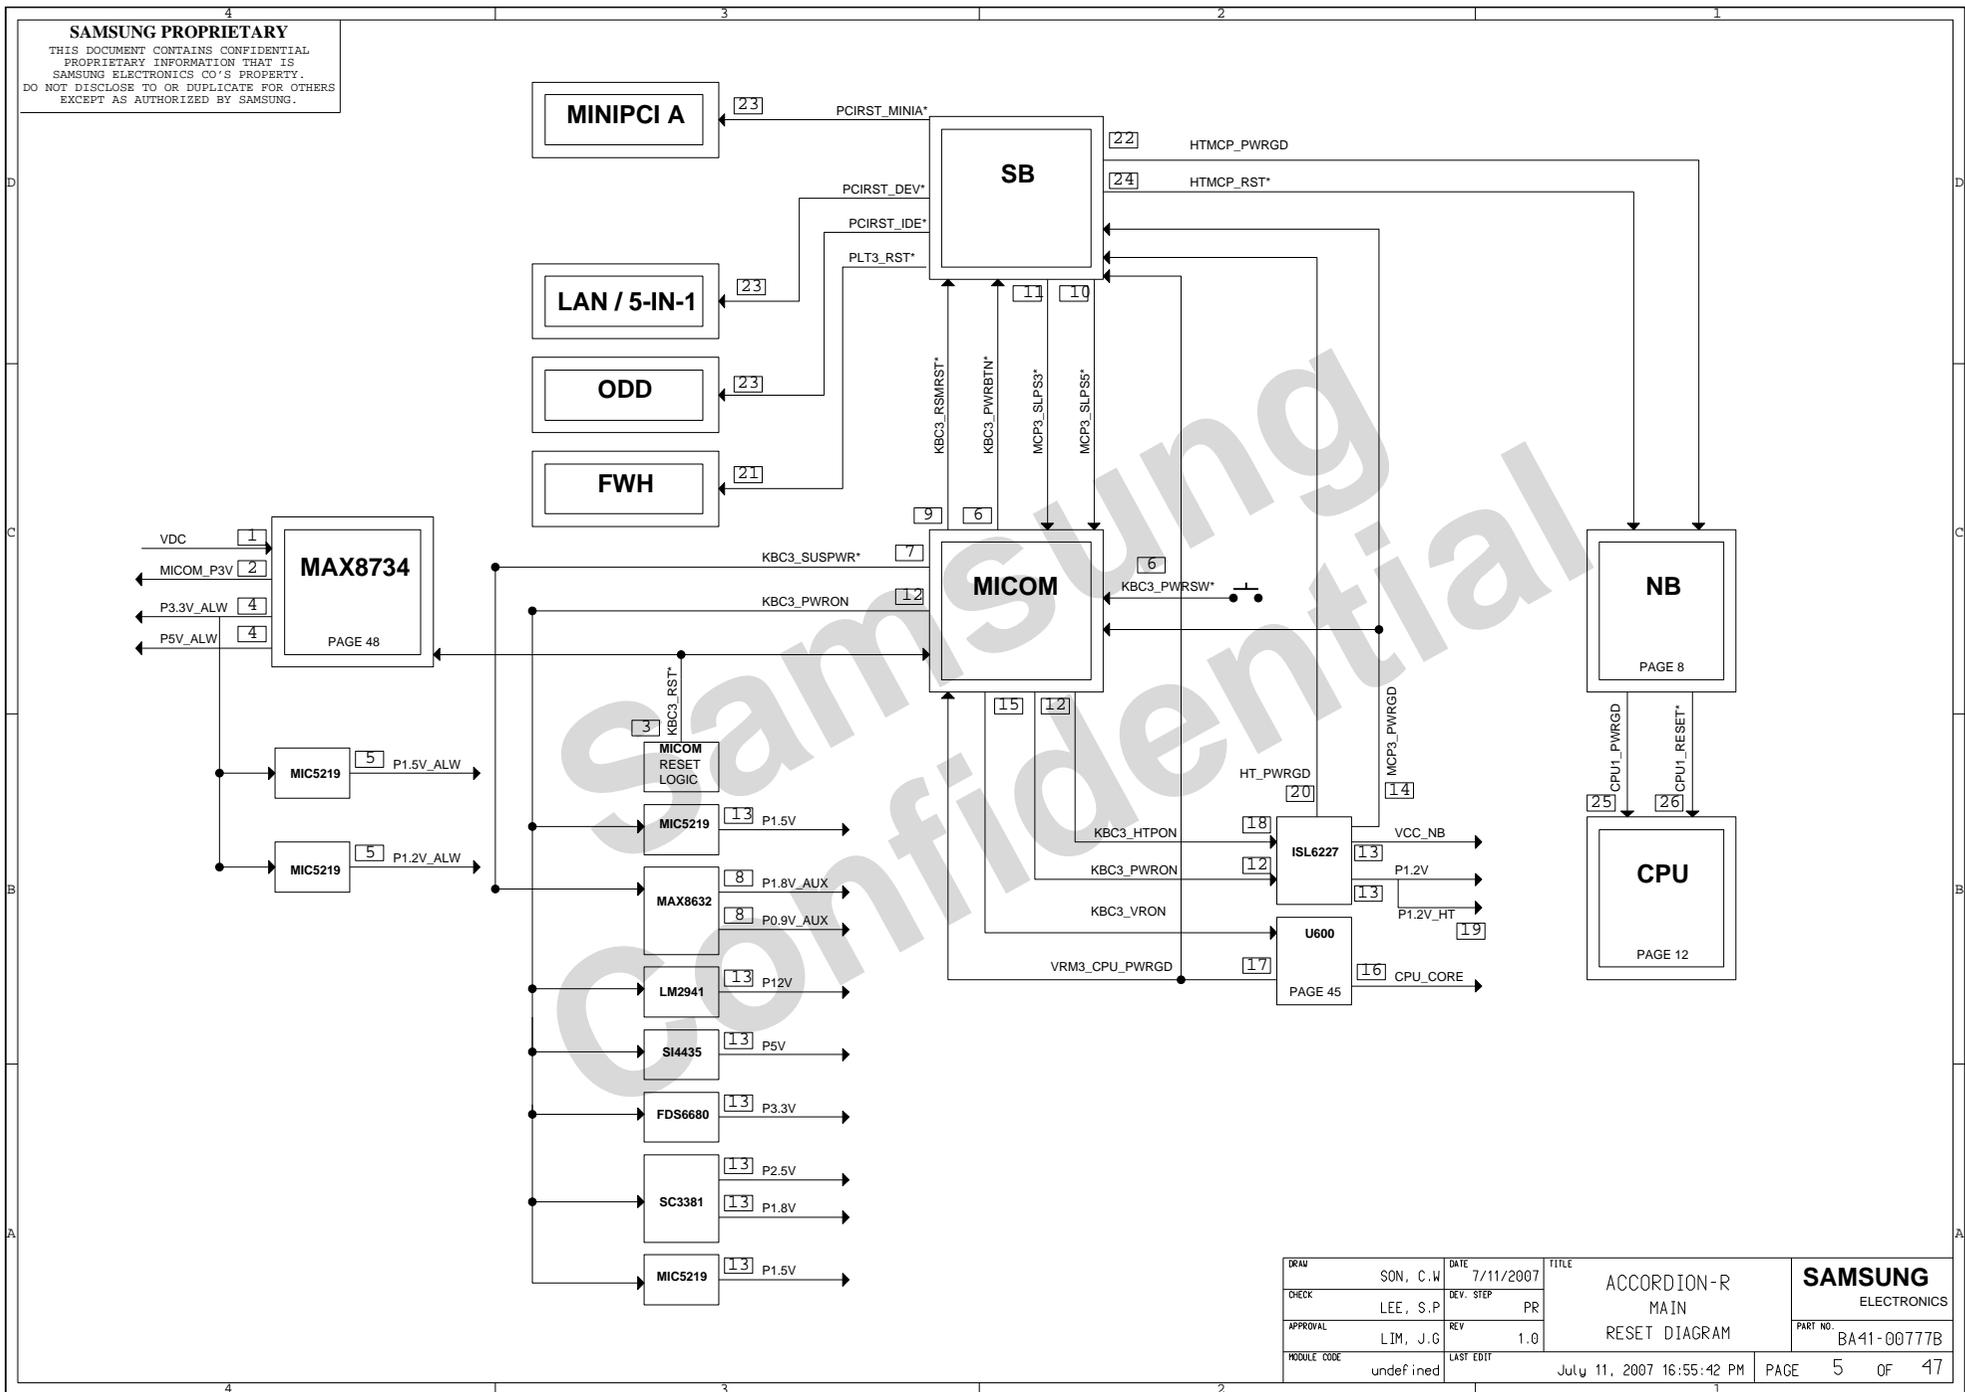 4 3 2 1
SAMSUNG PROPRIETARY
THIS DOCUMENT CONTAINS CONFIDENTIAL
PROPRIETARY INFORMATION THAT IS
SAMSUNG ELECTRONICS CO'S PROPERTY.
DO NOT DISCLOSE TO OR DUPLICATE FOR OTHERS
EXCEPT AS AUTHORIZED BY SAMSUNG.
MINIPCI A
23
PCIRST_MINIA*
SB
22
HTMCP_PWRGD
24
HTMCP_RST*
D
D
PCIRST_DEV*
PCIRST_IDE*
PLT3_RST*
LAN / 5-IN-1
23
11
10
ODD
23
KBC3_RSMRST*
KBC3_PWRBTN*
MCP3_SLPS3*
MCP3_SLPS5*
FWH
21
9
6
C
C
VDC
1
MICOM_P3V
2
P3.3V_ALW
4
P5V_ALW
4
MAX8734
PAGE 48
KBC3_SUSPWR*
7
KBC3_PWRON
12
MICOM
6
KBC3_PWRSW*
NB
PAGE 8
KBC3_RST*
3
MICOM
RESET
LOGIC
15
12
MCP3_PWRGD
14
HT_PWRGD
20
CPU1_PWRGD
CPU1_RESET*
25
26
MIC5219
5
P1.5V_ALW
MIC5219
5
P1.2V_ALW
MIC5219
13
P1.5V
KBC3_HTPON
18
KBC3_PWRON
12
ISL6227
VCC_NB
13
P1.2V
13
P1.2V_HT
19
CPU
PAGE 12
B
B
MAX8632
8
P1.8V_AUX
8
P0.9V_AUX
KBC3_VRON
U600
PAGE 45
VRM3_CPU_PWRGD
17
16
CPU_CORE
LM2941
13
P12V
SI4435
13
P5V
FDS6680
13
P3.3V
SC3381
13
P2.5V
13
P1.8V
MIC5219
13
P1.5V
A
A
Samsung
Confidential
DRAW
SON, C.W
DATE
7/11/2007
TITLE
ACCORDION-R
MAIN
RESET DIAGRAM
SAMSUNG
ELECTRONICS
CHECK
LEE, S.P
DEV. STEP
PR
APPROVAL
LIM, J.G
REV
1.0
PART NO.
BA41-00777B
MODULE CODE
undefined
LAST EDIT
July 11, 2007 16:55:42 PM
PAGE 5 OF 47
4 3 2 1